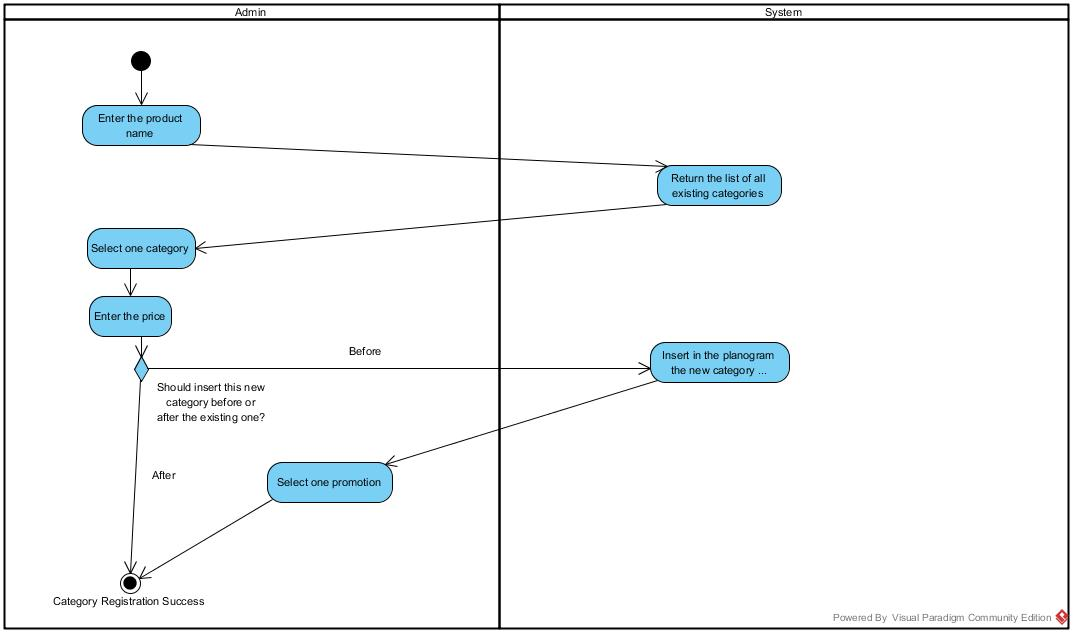 Admin
System
Enter the product
name
Return the list of all
existing categories
Select one category
Enter the price
Before
Insert in the planogram
the new category ...
Should insert this new
category before or
after the existing one?
After
Select one promotion
Category Registration Success
Powered By Visual Paradigm Community Edition